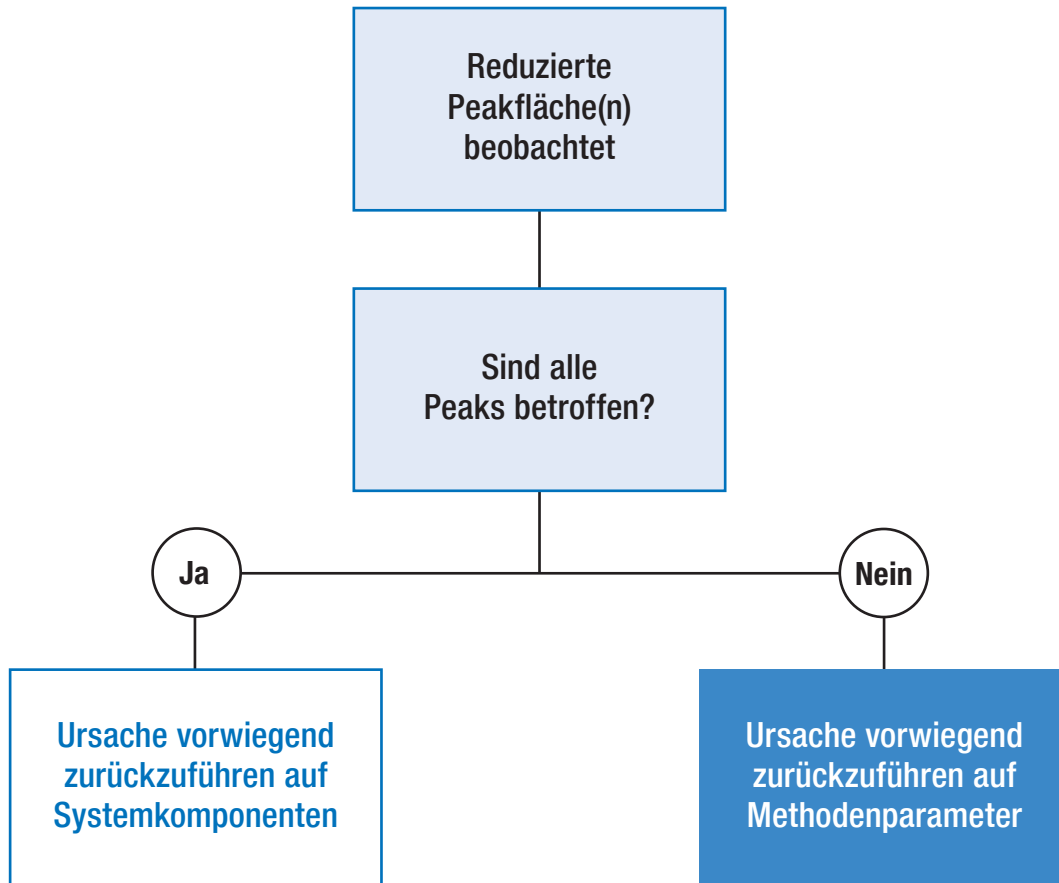 Reduzierte
Peakfläche(n)
beobachtet
Sind alle
Peaks betroffen?
Ja
Nein
Ursache vorwiegend
zurückzuführen auf
Systemkomponenten
Ursache vorwiegend
zurückzuführen auf
Methodenparameter